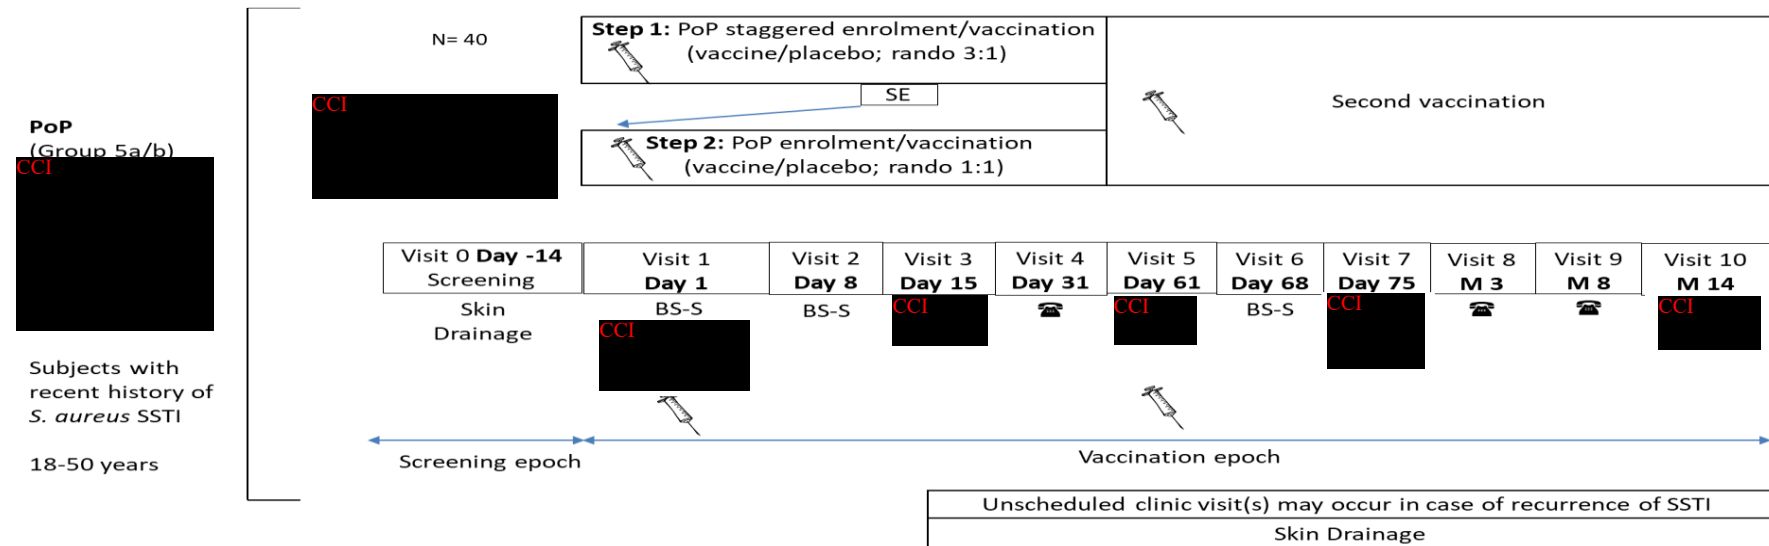 N= 40
Step 1: PoP staggered enrolment/vaccination
(vaccine/placebo; rando 3:1)
SE
Second vaccination
CCI
PoP
(Group 5a/b)
CCI
Step 2: PoP enrolment/vaccination
(vaccine/placebo; rando 1:1)
Subjects with
recent history of
S. aureus SSTI
18-50 years
Visit 0 Day -14
Screening
Skin
Drainage
Visit 1
Day 1
BS-S
CCI
Visit 2
Day 8
BS-S
Visit 3
Day 15
CCI
Visit 4
Day 31
Visit 5
Day 61
CCI
Visit 6
Day 68
BS-S
Visit 7
Day 75
CCI
Visit 8
M 3
Visit 9
M 8
Visit 10
M 14
CCI
Screening epoch
Vaccination epoch
Unscheduled clinic visit(s) may occur in case of recurrence of SSTI
Skin Drainage